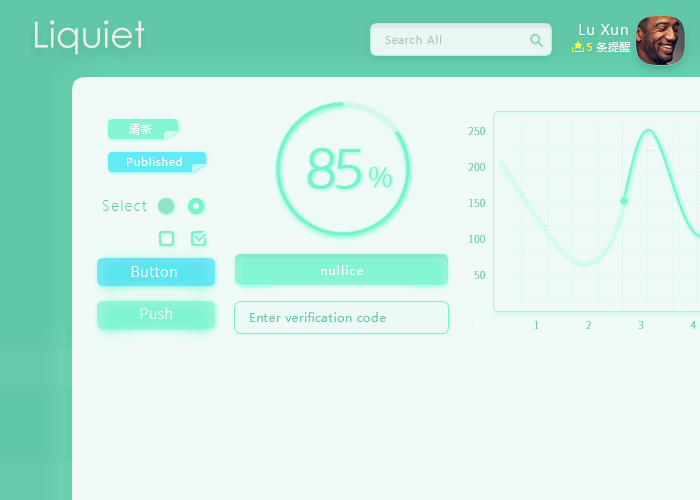 Liquiet
Search All
Lu Xun
5 条提醒
清新
Published
Select
Button
Push
85%
nullice
Enter verification code
250
200
150
100
50
1 2 3 4